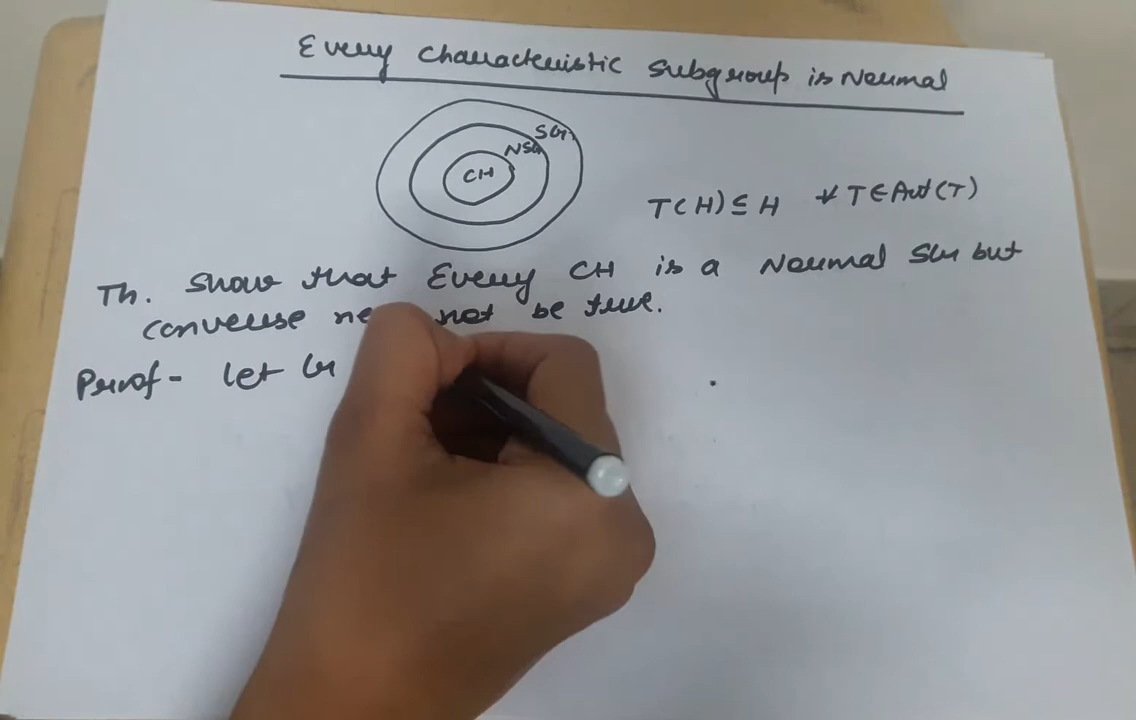 Every characteristic subgroup is Normal
SG
NSG
CH
T(H) ⊆ H ∀ T ∈ Aut(T)
Th. Show that Every CH is a Normal SG but
converse not be true.
Proof - let G